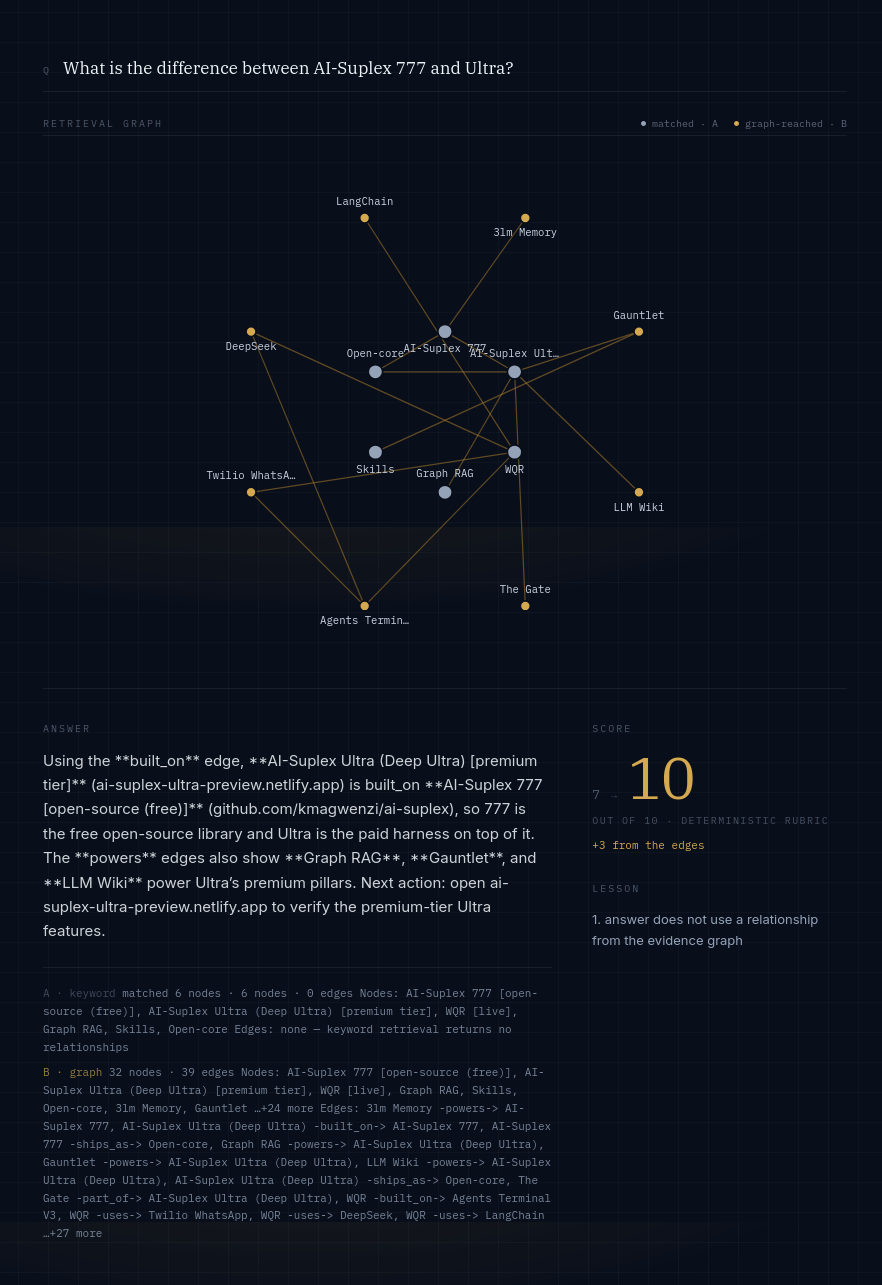 Q What is the difference between AI-Suplex 777 and Ultra?
RETRIEVAL GRAPH
matched · A graph-reached · B
LangChain
3lm Memory
Gauntlet
DeepSeek
AI-Suplex 777
Open-core
AI-Suplex Ult…
Skills
Graph RAG
WQR
Twilio WhatsA…
LLM Wiki
The Gate
Agents Termin…
ANSWER
Using the **built_on** edge, **AI-Suplex Ultra (Deep Ultra) [premium
tier]** (ai-suplex-ultra-preview.netlify.app) is built_on **AI-Suplex 777
[open-source (free)]** (github.com/kmagwenzi/ai-suplex), so 777 is
the free open-source library and Ultra is the paid harness on top of it.
The **powers** edges also show **Graph RAG**, **Gauntlet**, and
**LLM Wiki** power Ultra’s premium pillars. Next action: open ai-
suplex-ultra-preview.netlify.app to verify the premium-tier Ultra
features.
A · keyword matched 6 nodes · 6 nodes · 0 edges Nodes: AI-Suplex 777 [open-
source (free)], AI-Suplex Ultra (Deep Ultra) [premium tier], WQR [live],
Graph RAG, Skills, Open-core Edges: none — keyword retrieval returns no
relationships
B · graph 32 nodes · 39 edges Nodes: AI-Suplex 777 [open-source (free)], AI-
Suplex Ultra (Deep Ultra) [premium tier], WQR [live], Graph RAG, Skills,
Open-core, 3lm Memory, Gauntlet …+24 more Edges: 3lm Memory -powers-> AI-
Suplex 777, AI-Suplex Ultra (Deep Ultra) -built_on-> AI-Suplex 777, AI-Suplex
777 -ships_as-> Open-core, Graph RAG -powers-> AI-Suplex Ultra (Deep Ultra),
Gauntlet -powers-> AI-Suplex Ultra (Deep Ultra), LLM Wiki -powers-> AI-Suplex
Ultra (Deep Ultra), AI-Suplex Ultra (Deep Ultra) -ships_as-> Open-core, The
Gate -part_of-> AI-Suplex Ultra (Deep Ultra), WQR -built_on-> Agents Terminal
V3, WQR -uses-> Twilio WhatsApp, WQR -uses-> DeepSeek, WQR -uses-> LangChain
…+27 more
SCORE
7 → 10
OUT OF 10 · DETERMINISTIC RUBRIC
+3 from the edges
LESSON
1. answer does not use a relationship
from the evidence graph